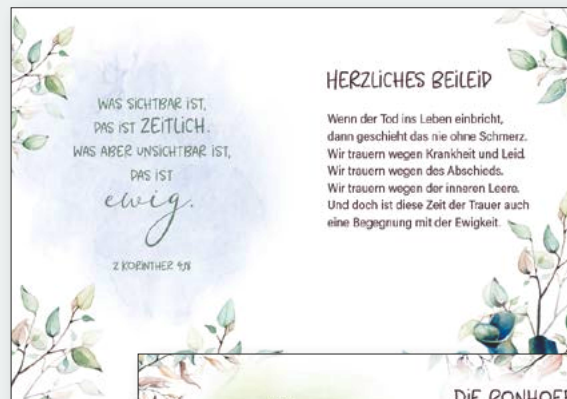 WAS SICHTBAR IST,
DAS IST ZEITLICH.
WAS ABER UNSICHTBAR IST,
DAS IST
ewig.
2 KORINTHER 4,18
HERZLICHES BEILEID
Wenn der Tod ins Leben einbricht,
dann geschieht das nie ohne Schmerz.
Wir trauern wegen Krankheit und Leid.
Wir trauern wegen des Abschieds.
Wir trauern wegen der inneren Leere.
Und doch ist diese Zeit der Trauer auch
eine Begegnung mit der Ewigkeit.
DIE BONHOEF